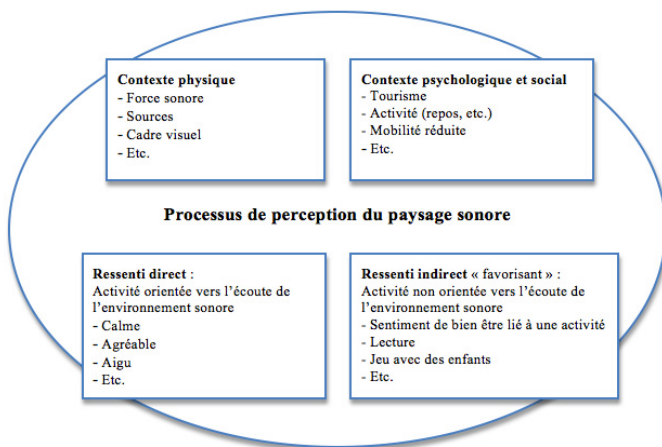 Contexte physique
- Force sonore
- Sources
- Cadre visuel
- Etc.
Contexte psychologique et social
- Tourisme
- Activité (repos, etc.)
- Mobilité réduite
- Etc.
Processus de perception du paysage sonore
Ressenti direct :
Activité orientée vers l'écoute de
l'environnement sonore
- Calme
- Agréable
- Aigu
- Etc.
Ressenti indirect « favorisant » :
Activité non orientée vers l'écoute de
l'environnement sonore
- Sentiment de bien être lié à une activité
- Lecture
- Jeu avec des enfants
- Etc.